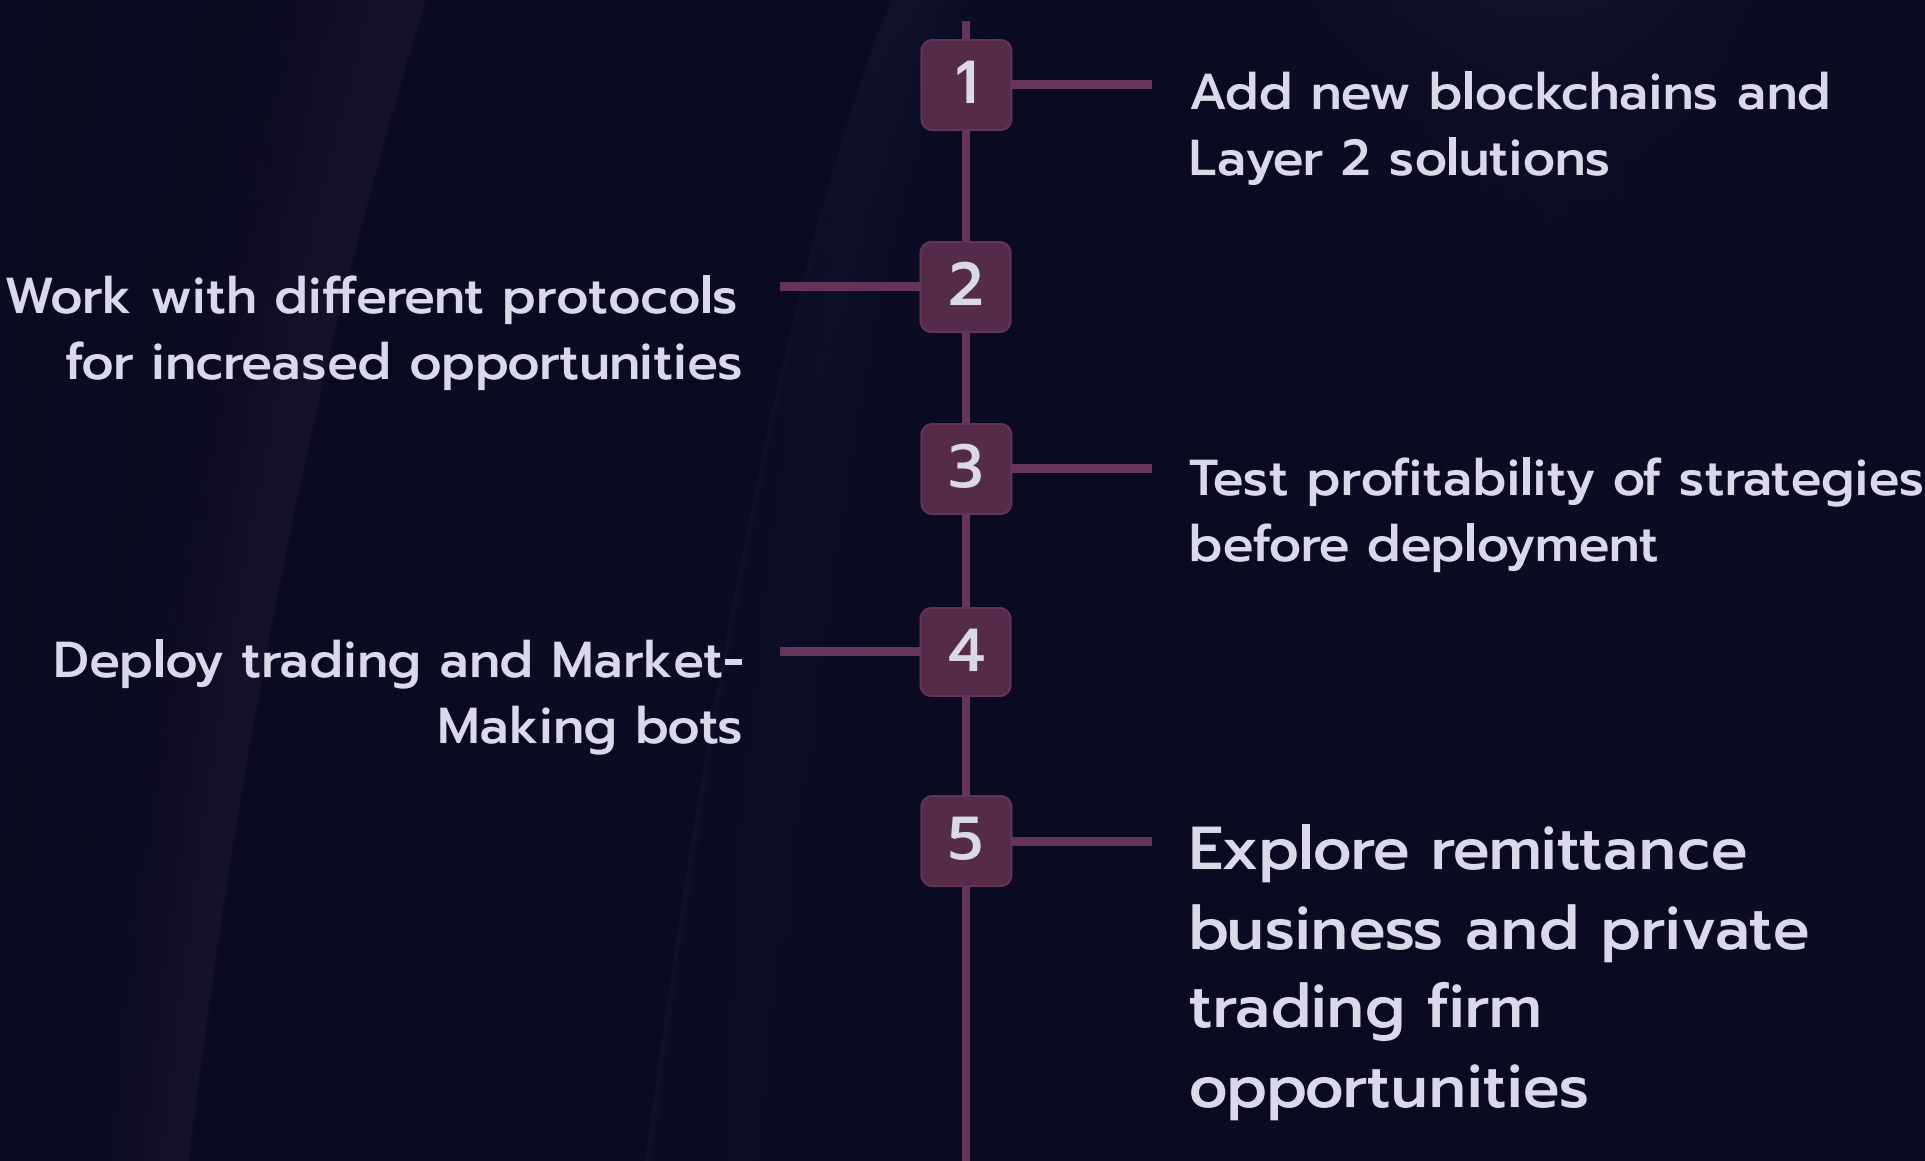 1
Add new blockchains and
Layer 2 solutions
2
Work with different protocols
for increased opportunities
3
Test profitability of strategies
before deployment
4
Deploy trading and Market-
Making bots
5
Explore remittance
business and private
trading firm
opportunities